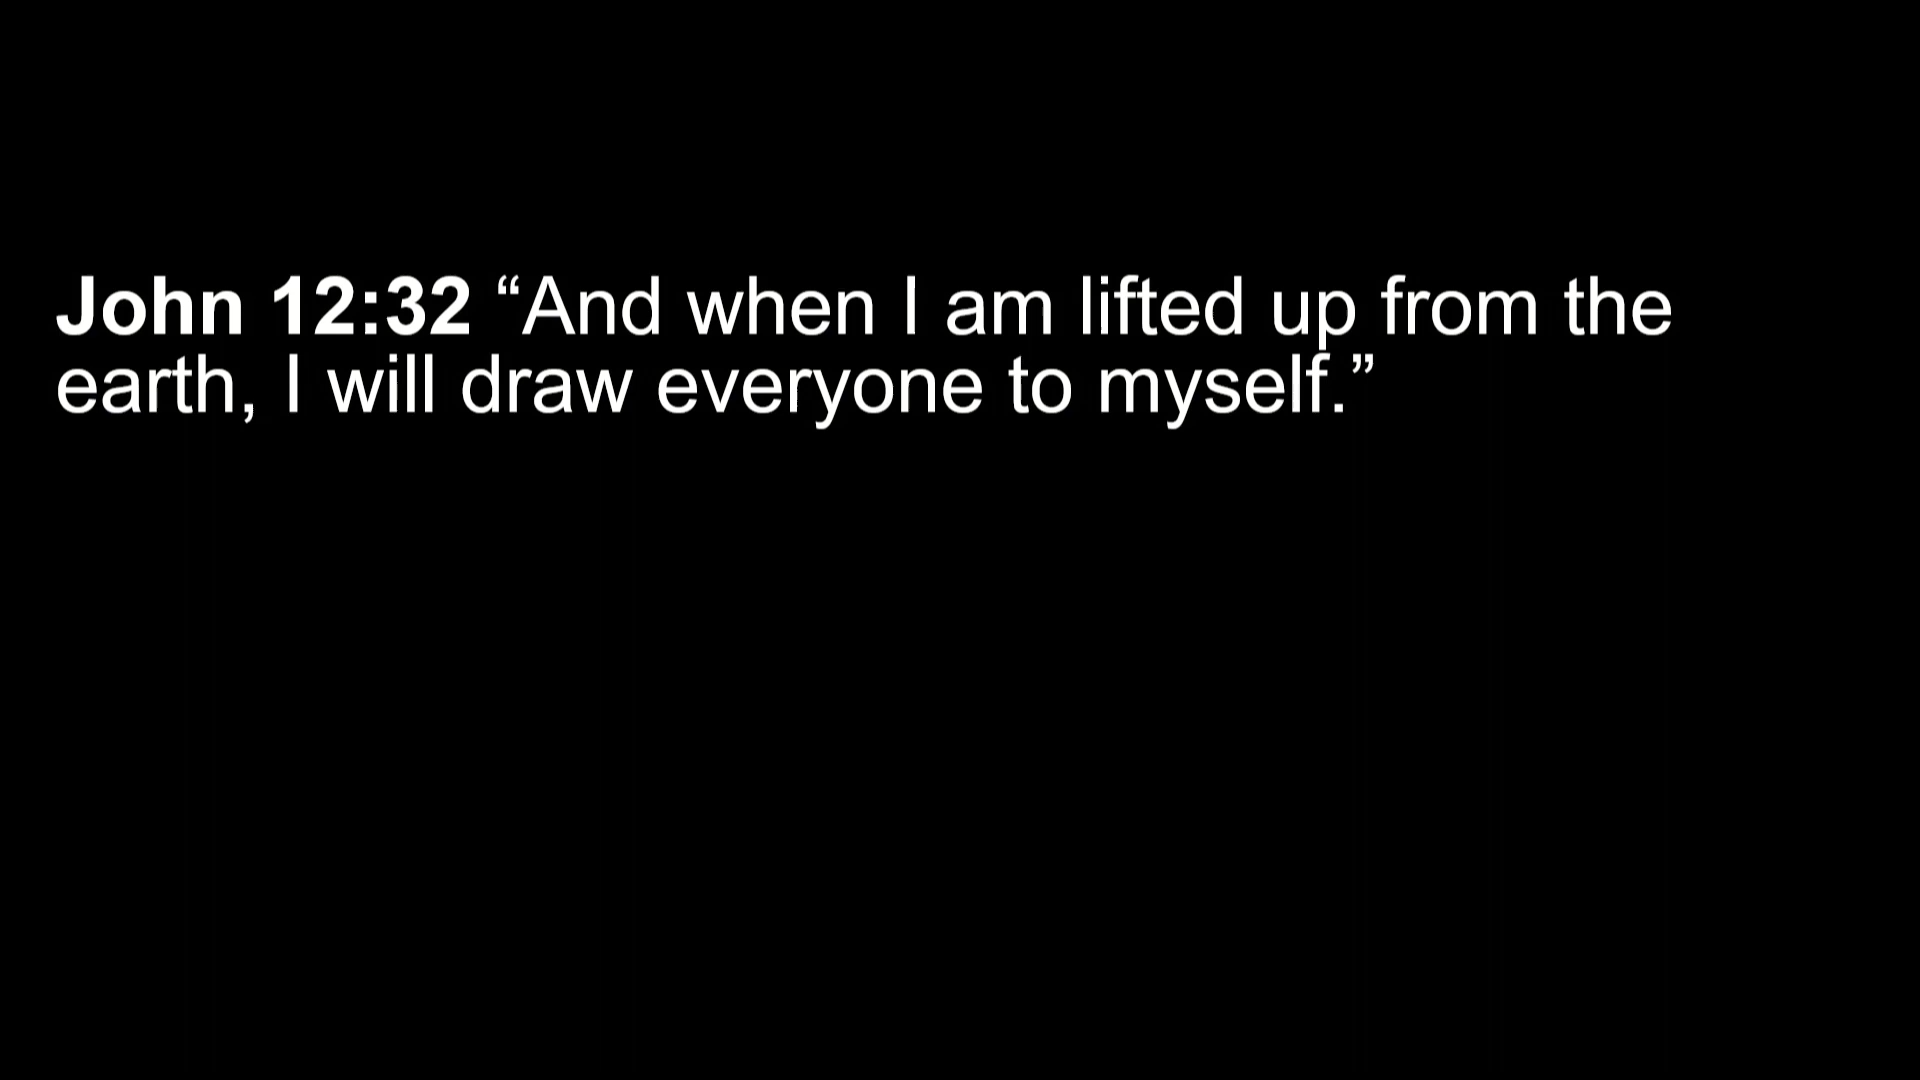 John 12:32 “And when I am lifted up from the
earth, I will draw everyone to myself.”